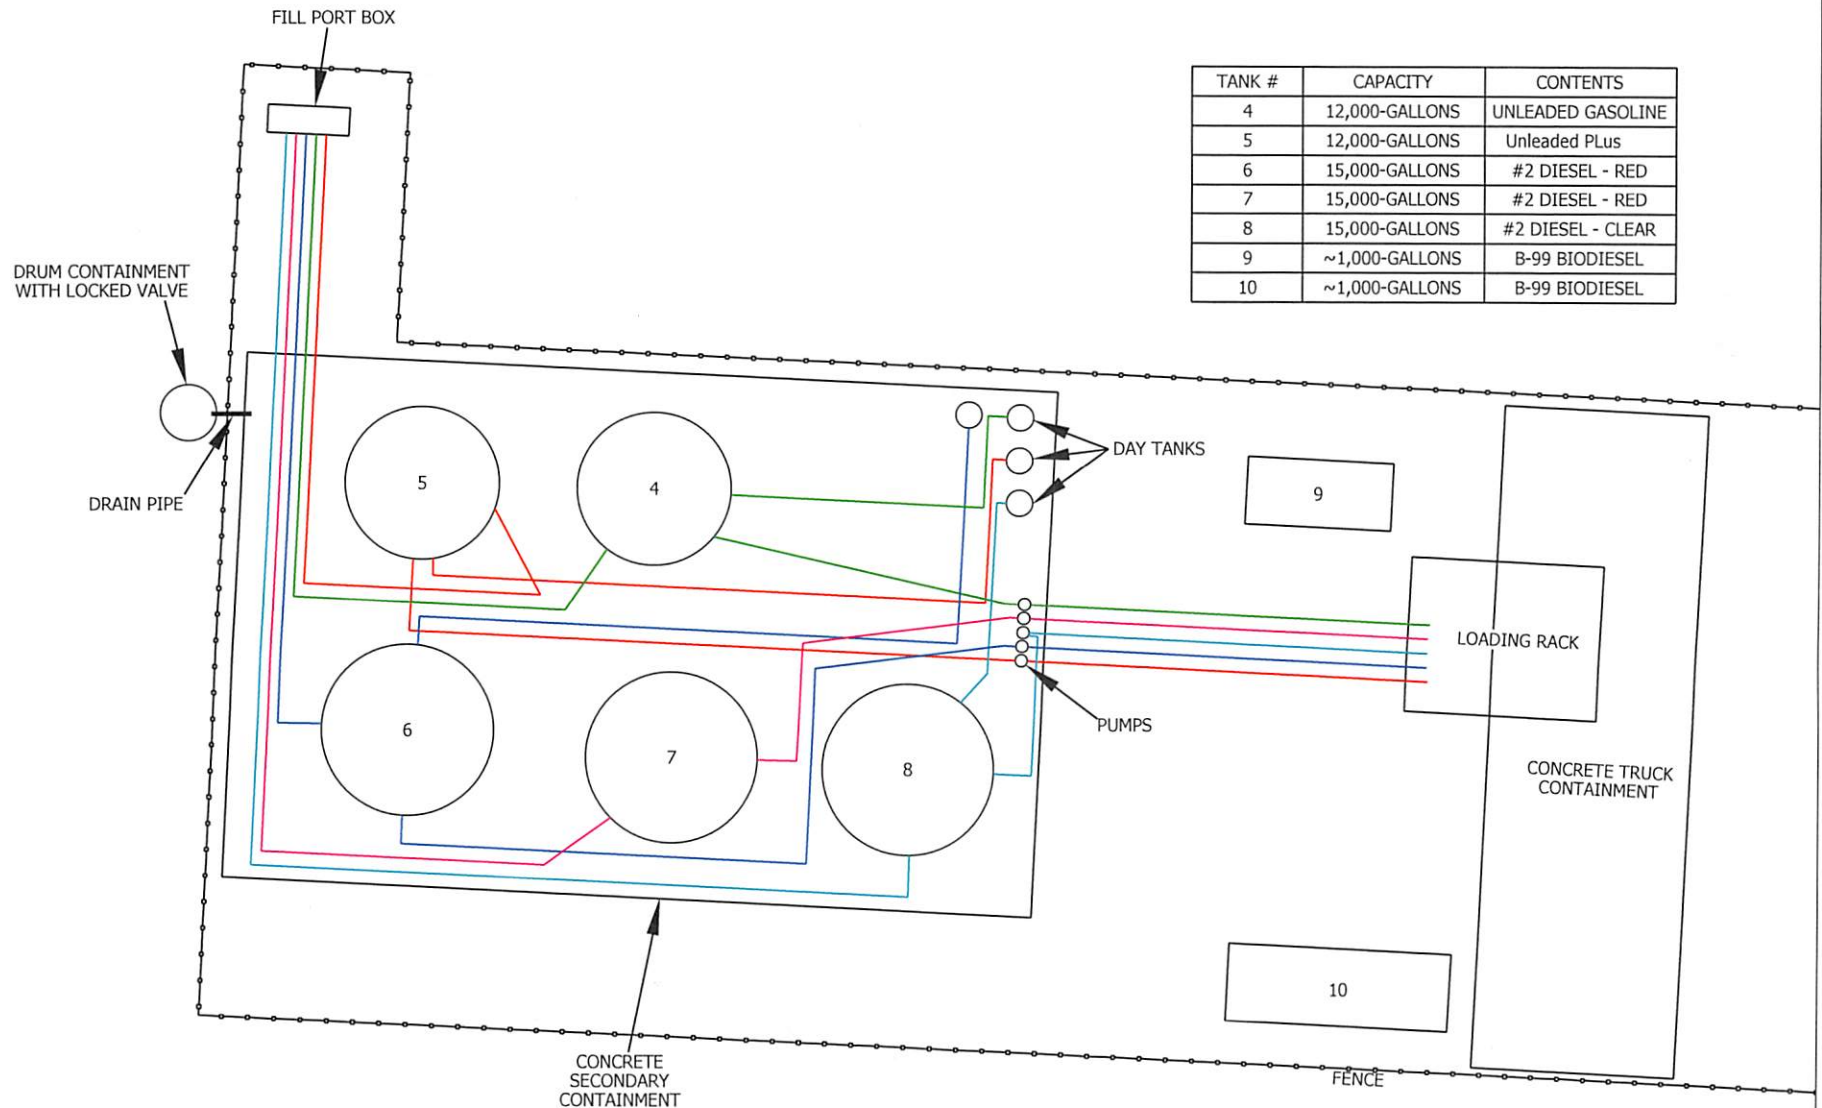 FILL PORT BOX
TANK # CAPACITY CONTENTS
4 12,000-GALLONS UNLEADED GASOLINE
5 12,000-GALLONS Unleaded PLus
6 15,000-GALLONS #2 DIESEL - RED
7 15,000-GALLONS #2 DIESEL - RED
8 15,000-GALLONS #2 DIESEL - CLEAR
9 ~1,000-GALLONS B-99 BIODIESEL
10 ~1,000-GALLONS B-99 BIODIESEL
DRUM CONTAINMENT
WITH LOCKED VALVE
DRAIN PIPE
5
4
DAY TANKS
9
LOADING RACK
PUMPS
6
7
8
CONCRETE TRUCK
CONTAINMENT
10
CONCRETE
SECONDARY
CONTAINMENT
FENCE